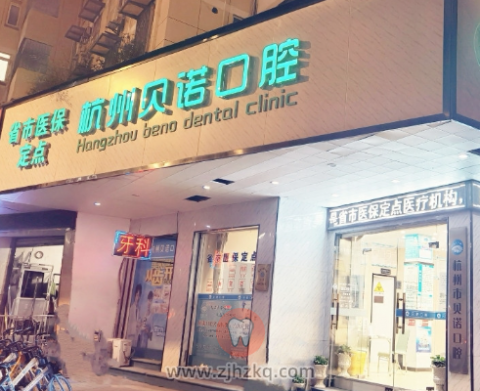 省市医保
定点
杭州贝诺口腔
Hangzhou beno dental clinic
牙科
省市医保定点
县省市医保定点医疗机构,
杭州市贝诺口腔
www.zjhzkq.com